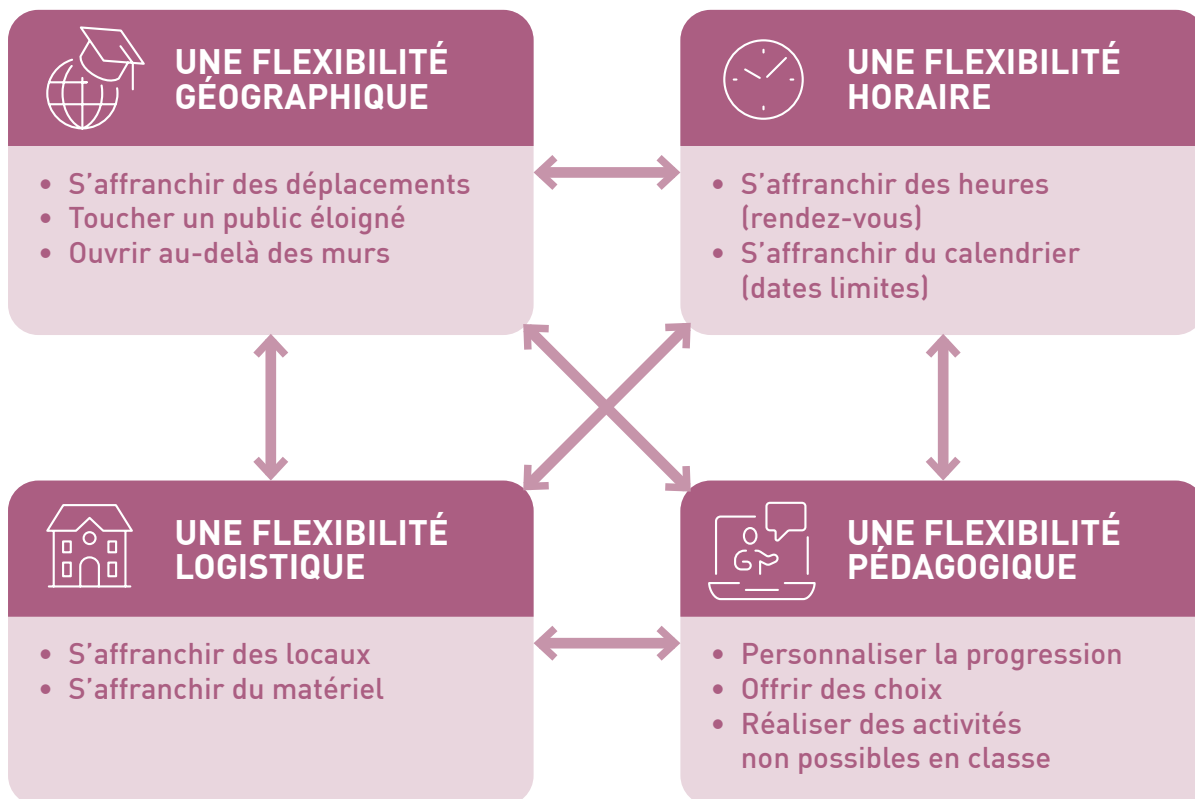 UNE FLEXIBILITÉ
GÉOGRAPHIQUE
• S’affranchir des déplacements
• Toucher un public éloigné
• Ouvrir au-delà des murs
UNE FLEXIBILITÉ
HORAIRE
• S’affranchir des heures
(rendez-vous)
• S’affranchir du calendrier
(dates limites)
UNE FLEXIBILITÉ
LOGISTIQUE
• S’affranchir des locaux
• S’affranchir du matériel
UNE FLEXIBILITÉ
PÉDAGOGIQUE
• Personnaliser la progression
• Offrir des choix
• Réaliser des activités
non possibles en classe